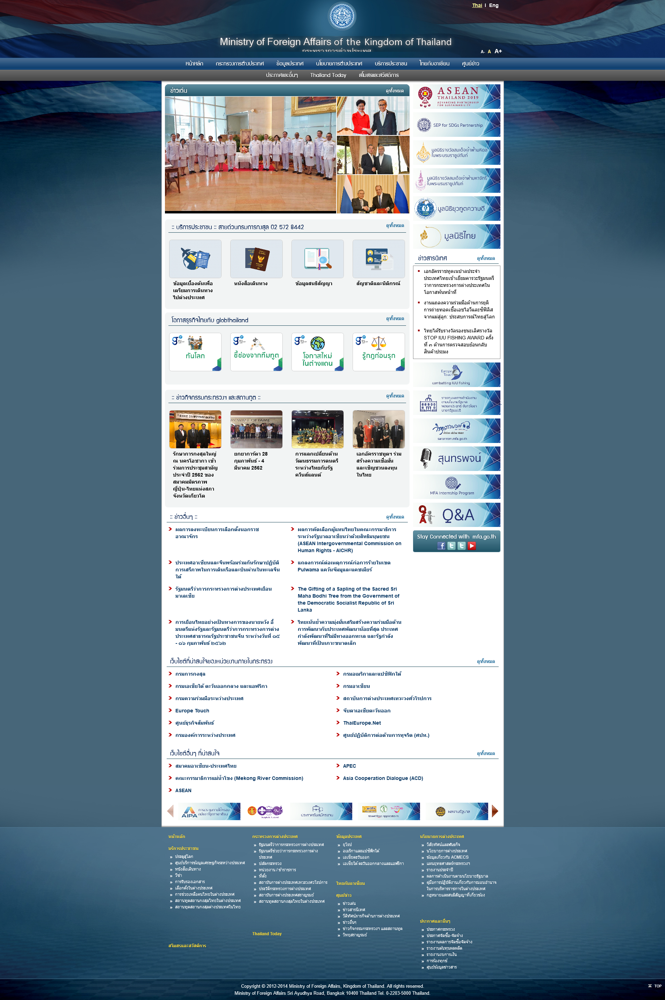 Thai | Eng
Ministry of Foreign Affairs of the Kingdom of Thailand
กระทรวงการต่างประเทศ
A- A A+
หน้าหลัก กระทรวงการต่างประเทศ ข้อมูลประเทศ นโยบายการต่างประเทศ บริการประชาชน ไทยกับอาเซียน ศูนย์ข่าว
ประกาศและอื่นๆ Thailand Today สโมสรและสวัสดิการ
ข่าวเด่น ดูทั้งหมด
ASEAN
THAILAND 2019
ADVANCING PARTNERSHIP
FOR SUSTAINABILITY
SEP for SDGs Partnership
มูลนิธิรางวัลสมเด็จเจ้าฟ้ามหิดล
ในพระบรมราชูปถัมภ์
มูลนิธิรางวัลสมเด็จเจ้าฟ้ามหาจักรี
ในพระบรมราชูปถัมภ์
มูลนิธิยุวทูตความดี
มูลนิธิไทย
:: บริการประชาชน :: สายด่วนกรมการกงสุล 02 572 8442 ดูทั้งหมด
ข้อมูลเบื้องต้นเพื่อ
เตรียมการเดินทาง
ไปต่างประเทศ
หนังสือเดินทาง
ข้อมูลสนธิสัญญา
สัญชาติและนิติกรณ์
ข่าวสารนิเทศ ดูทั้งหมด
เอกอัครราชทูตเนปาลประจำ
ประเทศไทยเข้าเยี่ยมคารวะรัฐมนตรี
ว่าการกระทรวงการต่างประเทศใน
โอกาสพ้นหน้าที่
งานแถลงความร่วมมือด้านการยุติ
การถ่ายทอดเชื้อเอชไอวีและซิฟิลิส
จากแม่สู่ลูก: ประสบการณ์ไทยสู่โลก
ไทยได้รับรางวัลรองชนะเลิศรางวัล
STOP IUU FISHING AWARD ครั้ง
ที่ ๓ ด้านการตรวจสอบย้อนกลับ
สินค้าประมง
โอกาสธุรกิจไทยกับ globthailand ดูทั้งหมด
ทันโลก
ชี้ช่องจากทีมทูต
โอกาสใหม่
ในต่างแดน
รู้กฎก่อนรุก
Europe
Touch
combatting IUU fishing
รายงานผลการดำเนินงาน
ตามนโยบายรัฐบาล
พลเอกประยุทธ์ จันทร์โอชา
นายกรัฐมนตรี
วิทยุสราญรมย์
saranrom.mfa.go.th
สุนทรพจน์
MFA Internship Program
Q&A
Stay Connected with mfa.go.th
:: ข่าวกิจกรรมกระทรวงฯ และสถานทูต :: ดูทั้งหมด
AY WALL OF FAME
รักษาการกงสุลใหญ่
ณ นครโอซากา เข้า
ร่วมการประชุมสามัญ
ประจำปี 2562 ของ
สมาคมมิตรภาพ
ญี่ปุ่น-ไทยแห่งสภา
จังหวัดเกียวโต
ยกยาการ์ตา 28
กุมภาพันธ์ - 4
มีนาคม 2562
การแลกเปลี่ยนด้าน
วัฒนธรรมการดนตรี
ระหว่างไทยกับรัฐ
ควีนส์แลนด์
เอกอัครราชทูตฯ ร่วม
สร้างความเชื่อมั่น
และเชิญชวนลงทุน
ในไทย
:: ข่าวอื่นๆ :: ดูทั้งหมด
ผลการลงทะเบียนการเลือกตั้งนอกราช
อาณาจักร
ผลการคัดเลือกผู้แทนไทยในคณะกรรมาธิการ
ระหว่างรัฐบาลอาเซียนว่าด้วยสิทธิมนุษยชน
(ASEAN Intergovernmental Commission on
Human Rights - AICHR)
ประเทศอาเซียนและจีนพร้อมร่วมกันรักษาปฏิบัติ
การเสรีภาพในการเดินเรือและบินผ่านในทะเลจีน
ใต้
แถลงการณ์ต่อเหตุการณ์ก่อการร้ายในเขต
Pulwama แคว้นจัมมูและแคชเมียร์
รัฐมนตรีว่าการกระทรวงการต่างประเทศเยือน
มาเลเซีย
The Gifting of a Sapling of the Sacred Sri
Maha Bodhi Tree from the Government of
the Democratic Socialist Republic of Sri
Lanka
การเยือนไทยอย่างเป็นทางการของนายหวัง อี้
มนตรีแห่งรัฐและรัฐมนตรีว่าการกระทรวงการต่าง
ประเทศสาธารณรัฐประชาชนจีน ระหว่างวันที่ ๑๕
- ๑๖ กุมภาพันธ์ ๒๕๖๒
ไทยเน้นย้ำความมุ่งมั่นเสริมสร้างความร่วมมือด้าน
การพัฒนากับประเทศพัฒนาน้อยที่สุด ประเทศ
กำลังพัฒนาที่ไม่มีทางออกทะเล และรัฐกำลัง
พัฒนาที่เป็นเกาะขนาดเล็ก
เว็บไซต์ที่น่าสนใจของหน่วยงานภายในกระทรวง ดูทั้งหมด
กรมการกงสุล
กรมอเมริกาและแปซิฟิกใต้
กรมเอเชียใต้ ตะวันออกกลาง และแอฟริกา
กรมอาเซียน
กรมความร่วมมือระหว่างประเทศ
สถาบันการต่างประเทศเทวะวงศ์วโรปการ
Europe Touch
จับตาเอเชียตะวันออก
ศูนย์ธุรกิจสัมพันธ์
ThaiEurope.Net
กรมองค์การระหว่างประเทศ
ศูนย์ปฏิบัติการต่อต้านการทุจริต (ศปท.)
เว็บไซต์อื่นๆ ที่น่าสนใจ ดูทั้งหมด
สมาคมอาเซียน-ประเทศไทย
APEC
คณะกรรมาธิการแม่น้ำโขง (Mekong River Commission)
Asia Cooperation Dialogue (ACD)
ASEAN
AIPA
การประชุมภายใต้กรอบ
สมัชชารัฐสภาอาเซียน
ประกาศรับสมัครงาน
street food applications
ผลงานรัฐบาล
หน้าหลัก
บริการประชาชน
ประตูสู่โลก
ศูนย์บริการข้อมูลเศรษฐกิจระหว่างประเทศ
หนังสือเดินทาง
วีซ่า
การรับรองเอกสาร
เลือกตั้งในต่างประเทศ
การช่วยเหลือคนไทยในต่างประเทศ
สถานทูตสถานกงสุลไทยในต่างประเทศ
สถานทูตสถานกงสุลต่างประเทศในไทย
สโมสรและสวัสดิการ
กระทรวงการต่างประเทศ
รัฐมนตรีว่าการกระทรวงการต่างประเทศ
รัฐมนตรีช่วยว่าการกระทรวงการต่าง
ประเทศ
ปลัดกระทรวง
หน่วยงาน / ข้าราชการ
ที่ตั้ง
สถาบันการต่างประเทศเทวะวงศ์วโรปการ
ประวัติกระทรวงการต่างประเทศ
สถาบันการต่างประเทศสราญรมย์
สถานทูตสถานกงสุลไทยในต่างประเทศ
Thailand Today
ข้อมูลประเทศ
ยุโรป
อเมริกาและแปซิฟิกใต้
เอเชียตะวันออก
เอเชียใต้ ตะวันออกกลางและแอฟริกา
ไทยกับอาเซียน
ศูนย์ข่าว
ข่าวเด่น
ข่าวสารนิเทศ
วีดิทัศน์ภารกิจด้านการต่างประเทศ
ข่าวอื่นๆ
ข่าวกิจกรรมกระทรวงฯ และสถานทูต
วิทยุสราญรมย์
นโยบายการต่างประเทศ
วิสัยทัศน์และพันธกิจ
นโยบายการต่างประเทศ
ข้อมูลเกี่ยวกับ ACMECS
แผนยุทธศาสตร์กระทรวงฯ
รายงานประจำปี
ผลการดำเนินงานตามนโยบายรัฐบาล
คู่มือการปฏิบัติงานเกี่ยวกับการมอบอำนาจ
ในการบริหารราชการในต่างประเทศ
กฎหมายและสนธิสัญญาที่เกี่ยวข้อง
ประกาศและอื่นๆ
ประกาศกระทรวง
ประกาศจัดซื้อ-จัดจ้าง
รายงานผลการจัดซื้อจัดจ้าง
รายงานต้นทุนผลผลิต
รายงานงบการเงิน
การร้องทุกข์
ศูนย์ข้อมูลข่าวสาร
Copyright © 2012-2014 Ministry of Foreign Affairs, Kingdom of Thailand. All rights reserved.
Ministry of Foreign Affairs Sri Ayudhya Road, Bangkok 10400 Thailand Tel. 0-2203-5000 Thailand.
TOP